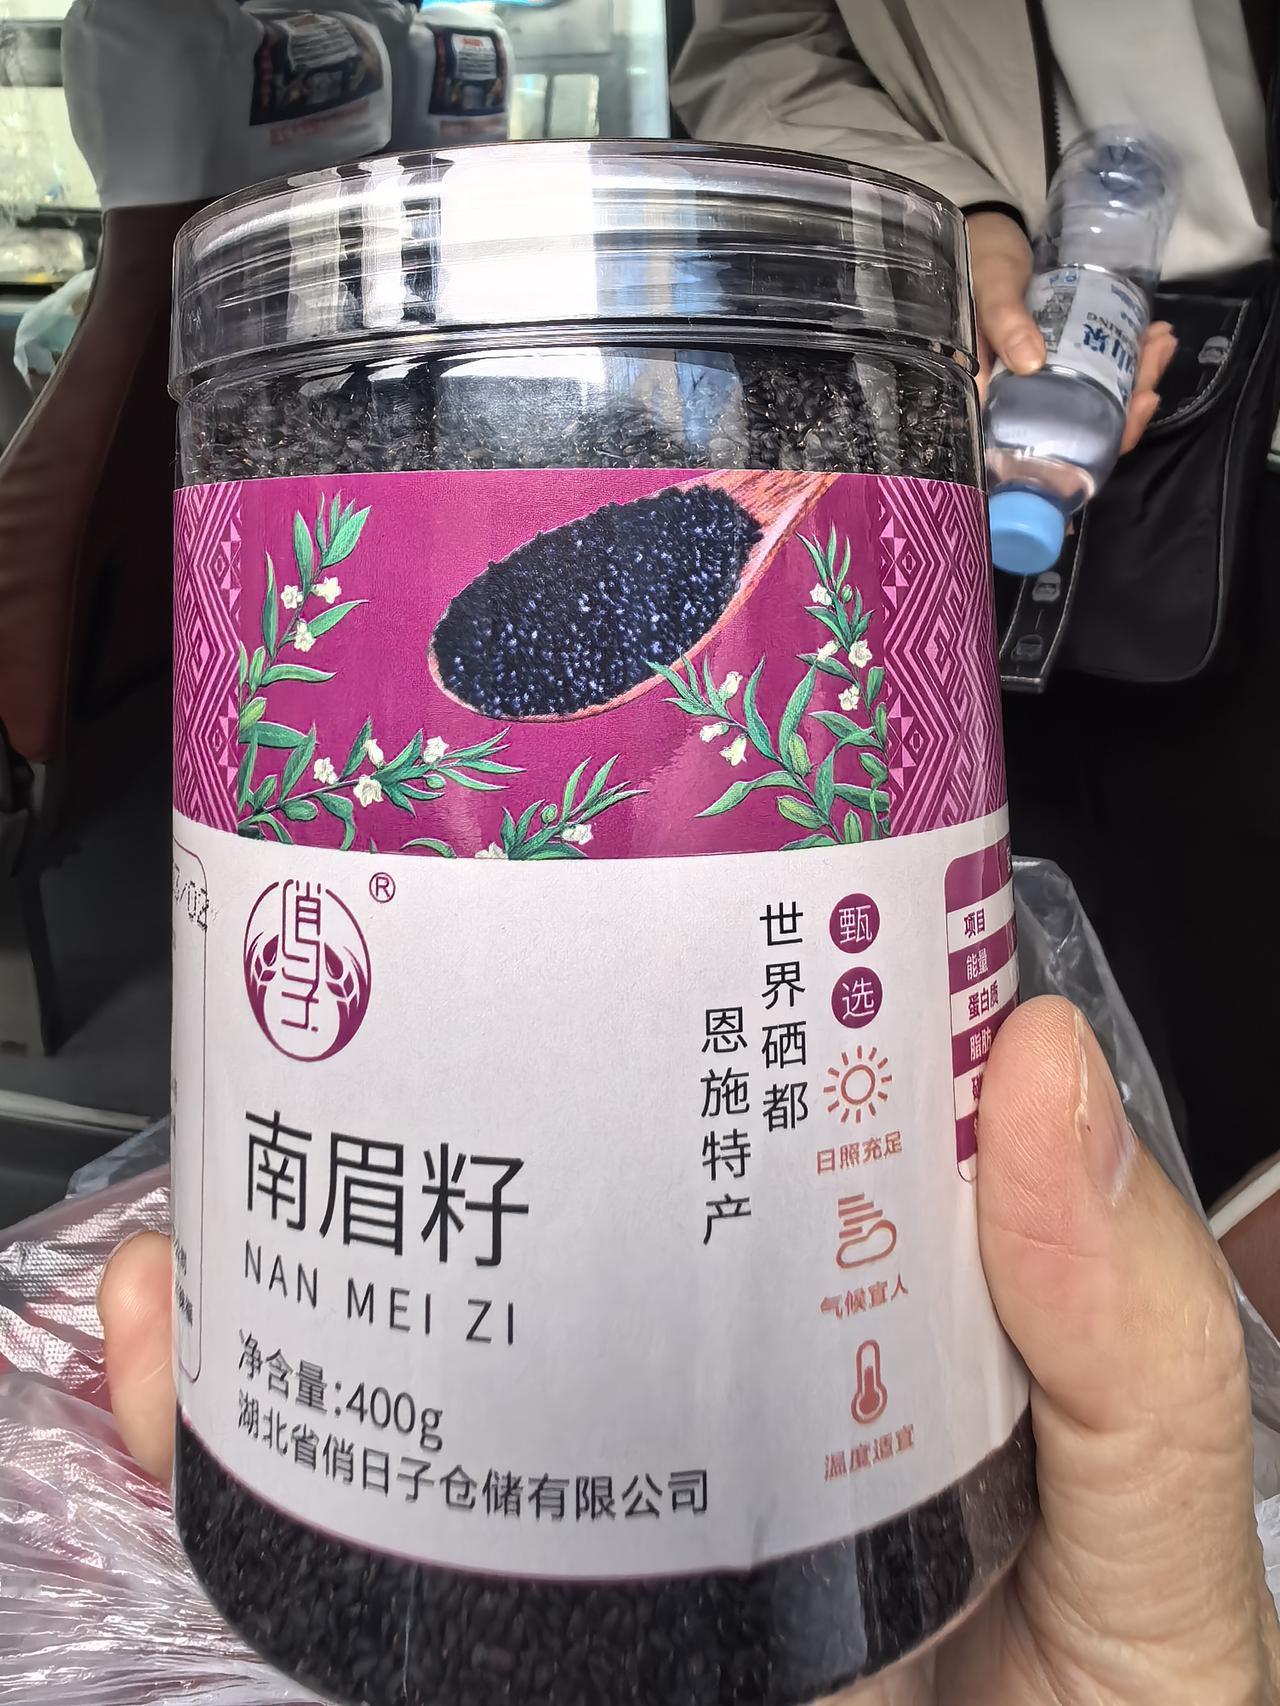 俏日子
®
南眉籽
NAN MEI ZI
净含量:400g
湖北省俏日子仓储有限公司
世界硒都
恩施特产
甄选
日照充足
气候宜人
温度适宜
项目
能量
蛋白质
脂肪